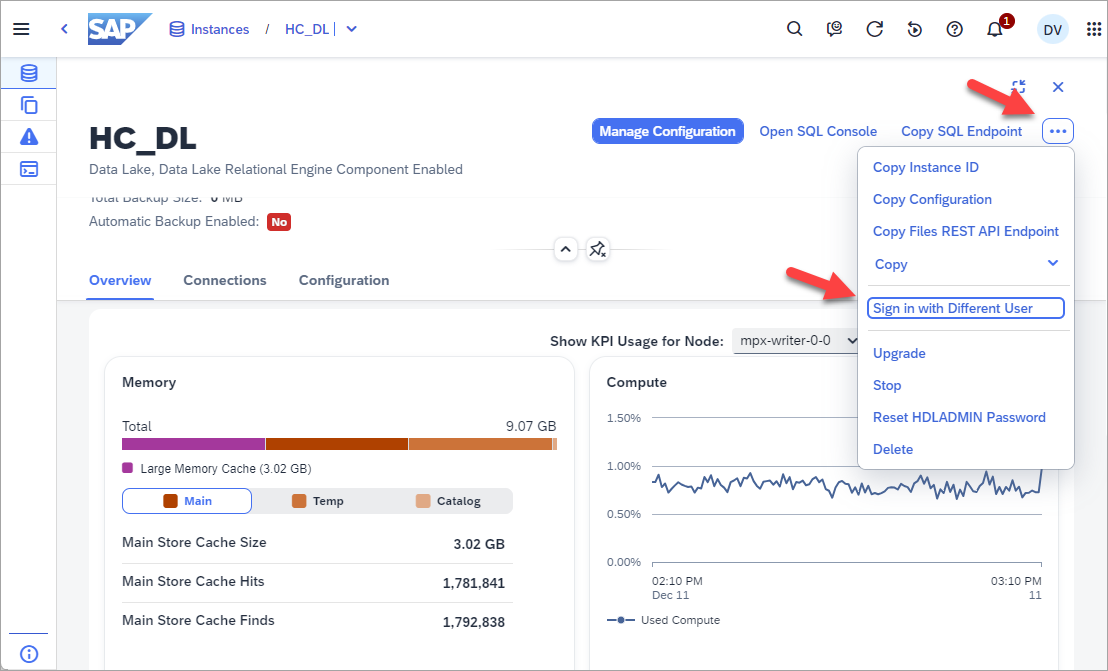 SAP Instances / HC_DL
1
DV
HC_DL
Manage Configuration Open SQL Console Copy SQL Endpoint
Data Lake, Data Lake Relational Engine Component Enabled
Total Backup Size: 0 MB
Automatic Backup Enabled: No
Copy Instance ID
Copy Configuration
Copy Files REST API Endpoint
Copy
Sign in with Different User
Upgrade
Stop
Reset HDLADMIN Password
Delete
Overview Connections Configuration
Show KPI Usage for Node: mpx-writer-0-0
Memory
Total 9.07 GB
Large Memory Cache (3.02 GB)
Main Temp Catalog
Main Store Cache Size 3.02 GB
Main Store Cache Hits 1,781,841
Main Store Cache Finds 1,792,838
Compute
1.50%
1.00%
0.50%
0.00%
02:10 PM 03:10 PM
Dec 11 11
Used Compute